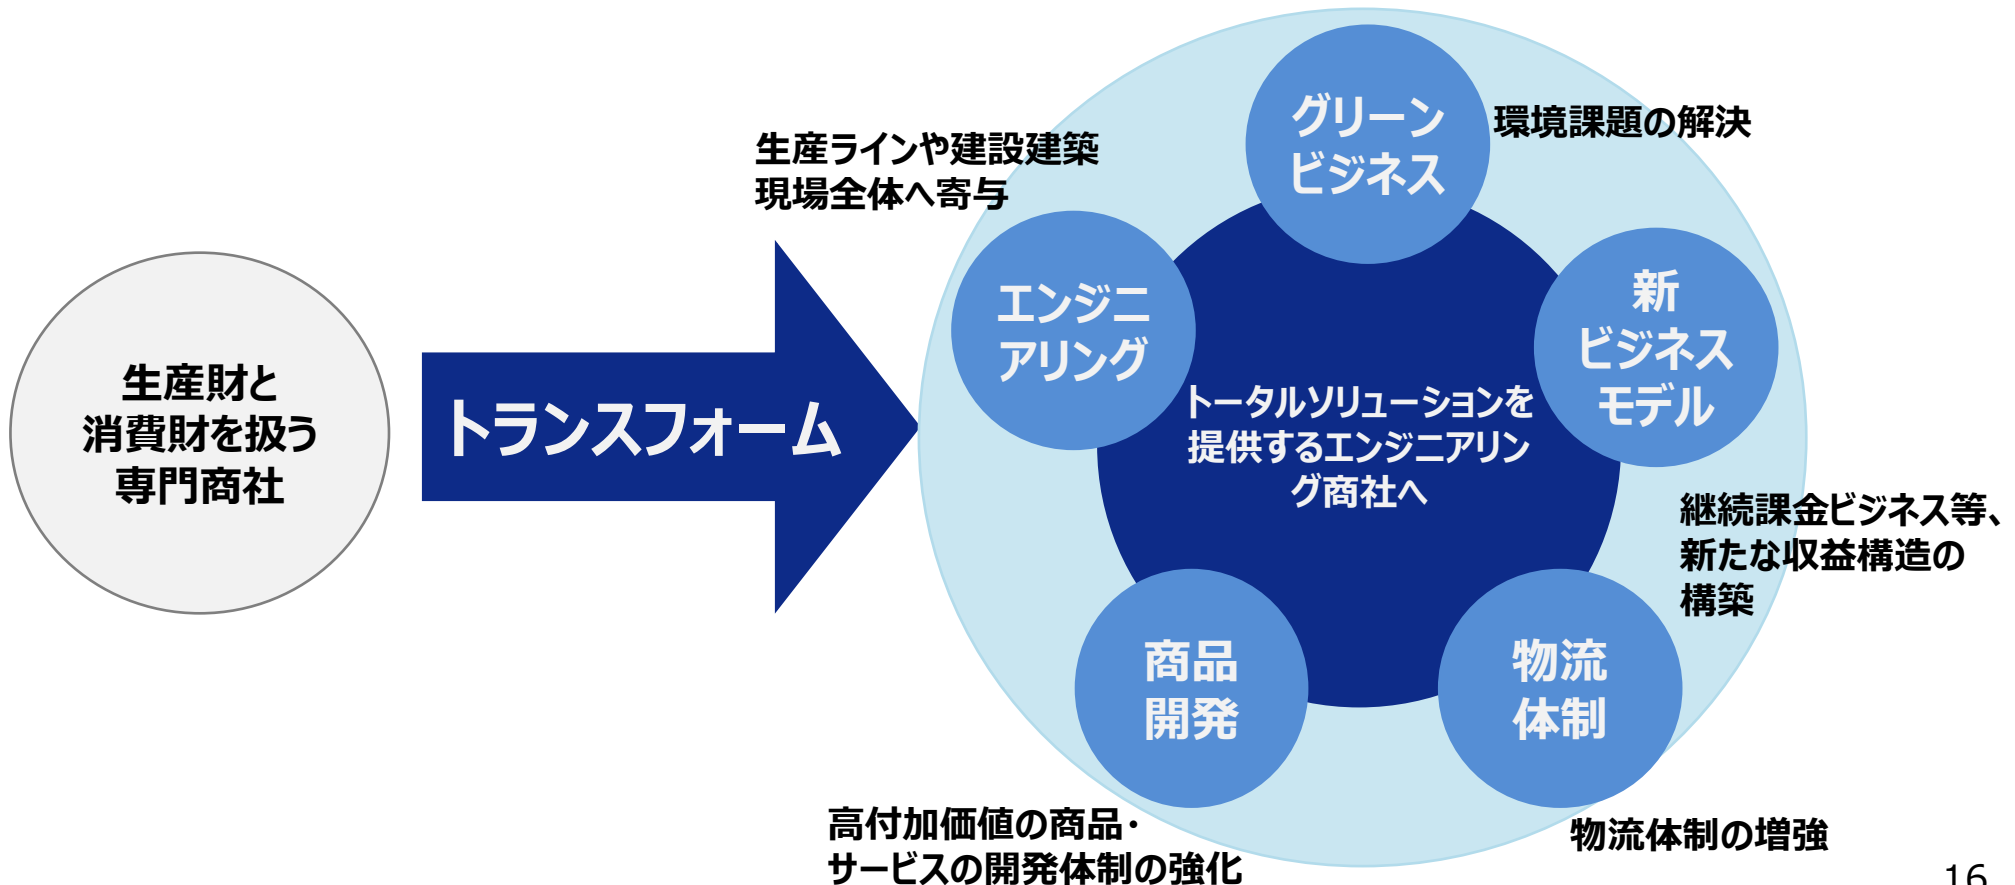 生産財と
消費財を扱う
専門商社
トランスフォーム
生産ラインや建設建築
現場全体へ寄与
エンジニ
アリング
グリーン
ビジネス
環境課題の解決
新
ビジネス
モデル
継続課金ビジネス等、
新たな収益構造の
構築
トータルソリューションを
提供するエンジニアリン
グ商社へ
商品
開発
高付加価値の商品・
サービスの開発体制の強化
物流
体制
物流体制の増強
16